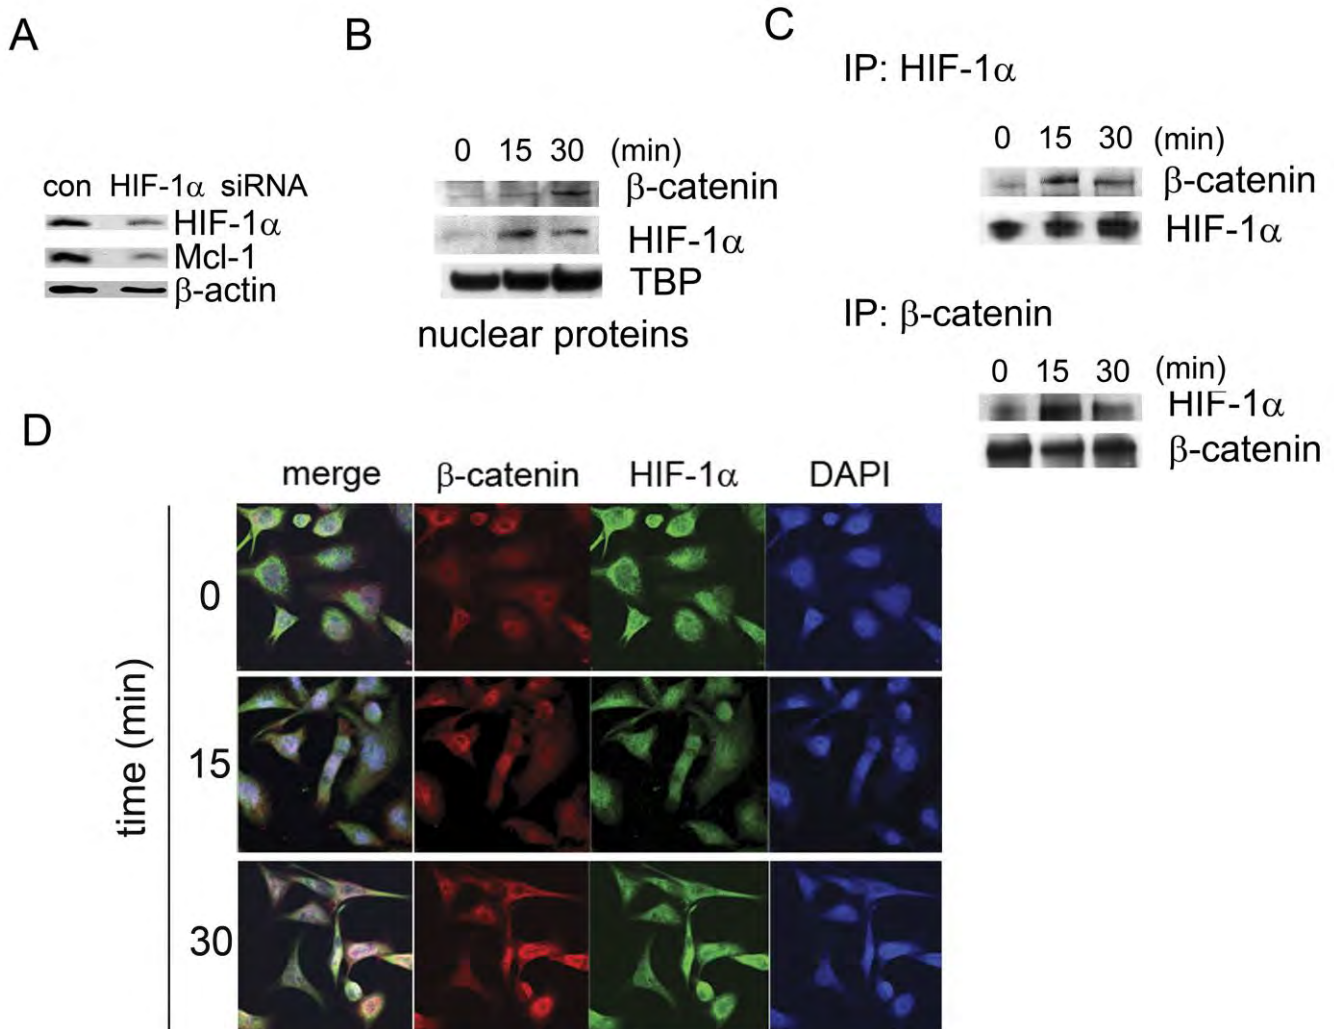 A
con HIF-1α siRNA
HIF-1α
Mcl-1
β-actin
B
0 15 30 (min)
β-catenin
HIF-1α
TBP
nuclear proteins
C
IP: HIF-1α
0 15 30 (min)
β-catenin
HIF-1α
IP: β-catenin
0 15 30 (min)
HIF-1α
β-catenin
D
merge β-catenin HIF-1α DAPI
time (min)
0
15
30